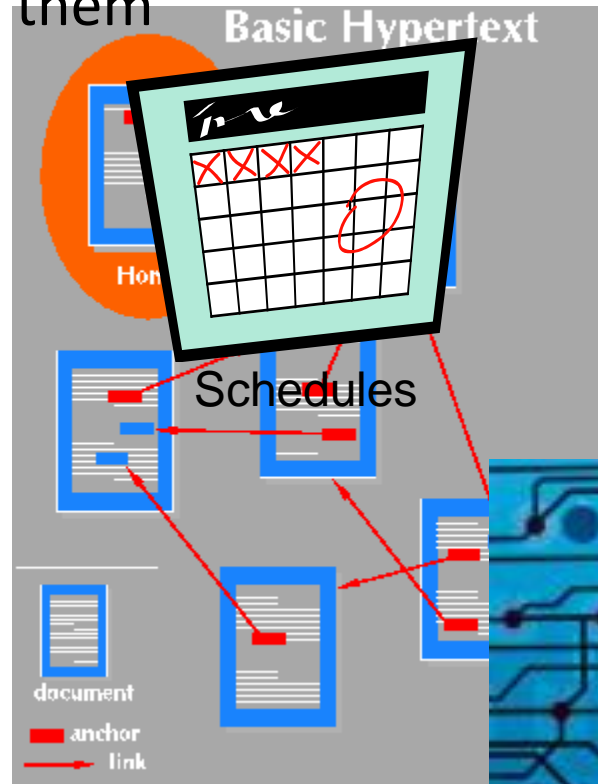 them
Basic Hypertext
Schedules
document
anchor
link